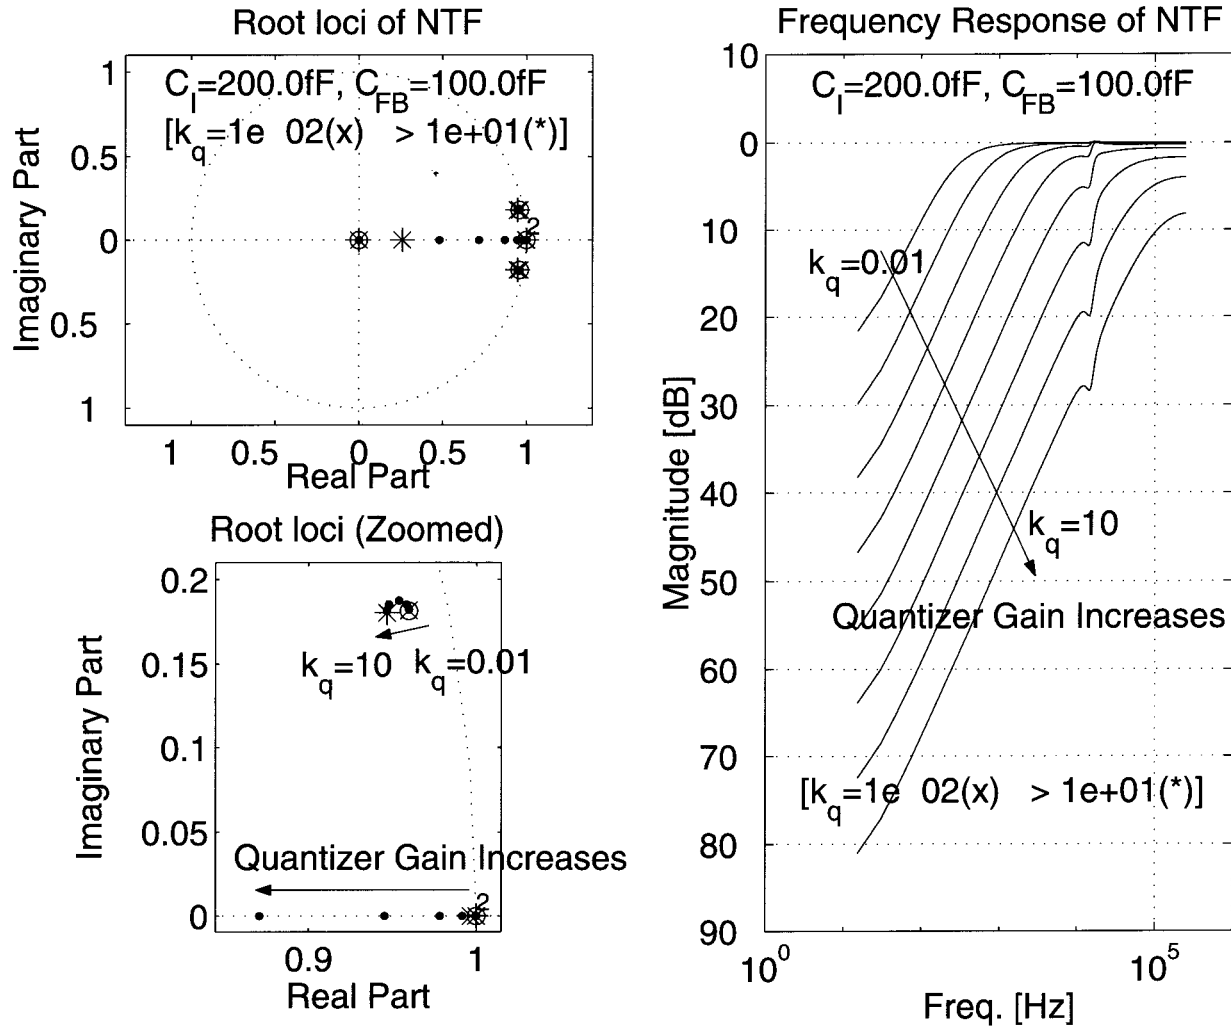 Root loci of NTF
C_I=200.0fF, C_FB=100.0fF
[k_q=1e 02(x) > 1e+01(*)]
1
0.5
0
0.5
1
Imaginary Part
2
1 0.5 0 0.5 1
Real Part
Root loci (Zoomed)
0.2
0.15
0.1
0.05
0
Imaginary Part
k_q=10 k_q=0.01
Quantizer Gain Increases
2
0.9 1
Real Part
Frequency Response of NTF
10
0
10
20
30
40
50
60
70
80
90
Magnitude [dB]
C_I=200.0fF, C_FB=100.0fF
k_q=0.01
k_q=10
Quantizer Gain Increases
[k_q=1e 02(x) > 1e+01(*)]
10^0 10^5
Freq. [Hz]